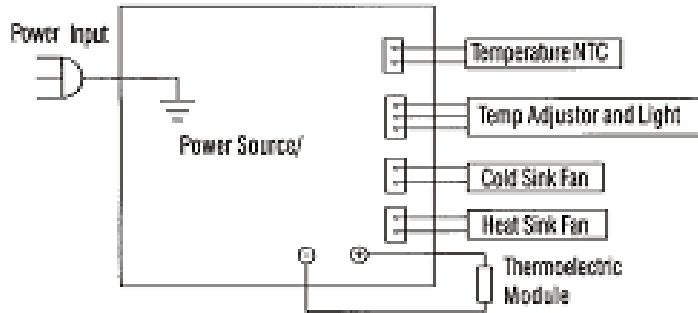 Power Input
Temperature NTC
Temp Adjustor and Light
Power Source/
Cold Sink Fan
Heat Sink Fan
Thermoelectric
Module